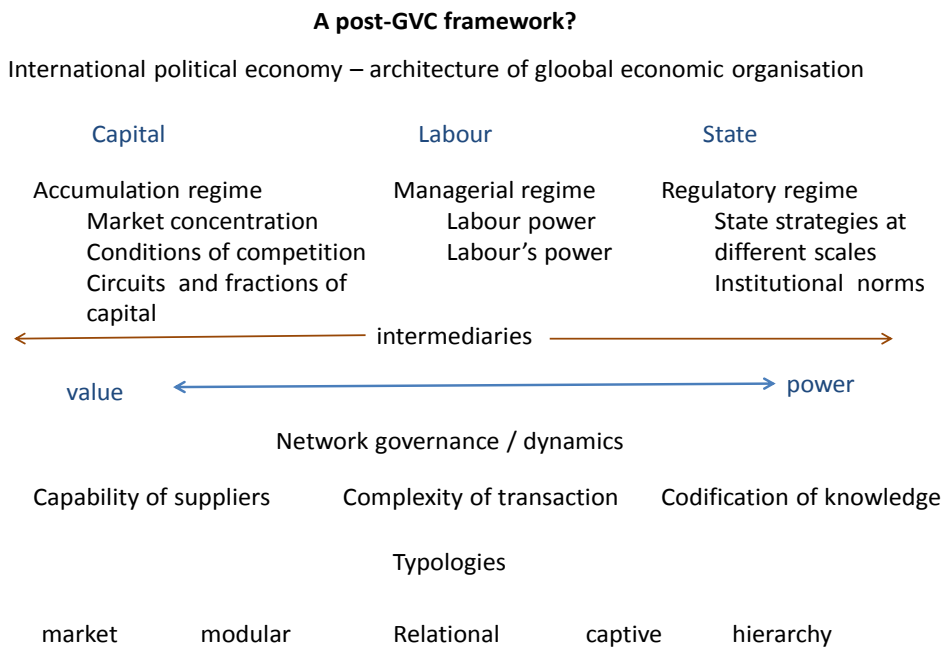 A post-GVC framework?
International political economy – architecture of gloobal economic organisation
Capital Labour State
Accumulation regime Managerial regime Regulatory regime
Market concentration Labour power State strategies at
Conditions of competition Labour's power different scales
Circuits and fractions of Institutional norms
capital
intermediaries
value power
Network governance / dynamics
Capability of suppliers Complexity of transaction Codification of knowledge
Typologies
market modular Relational captive hierarchy